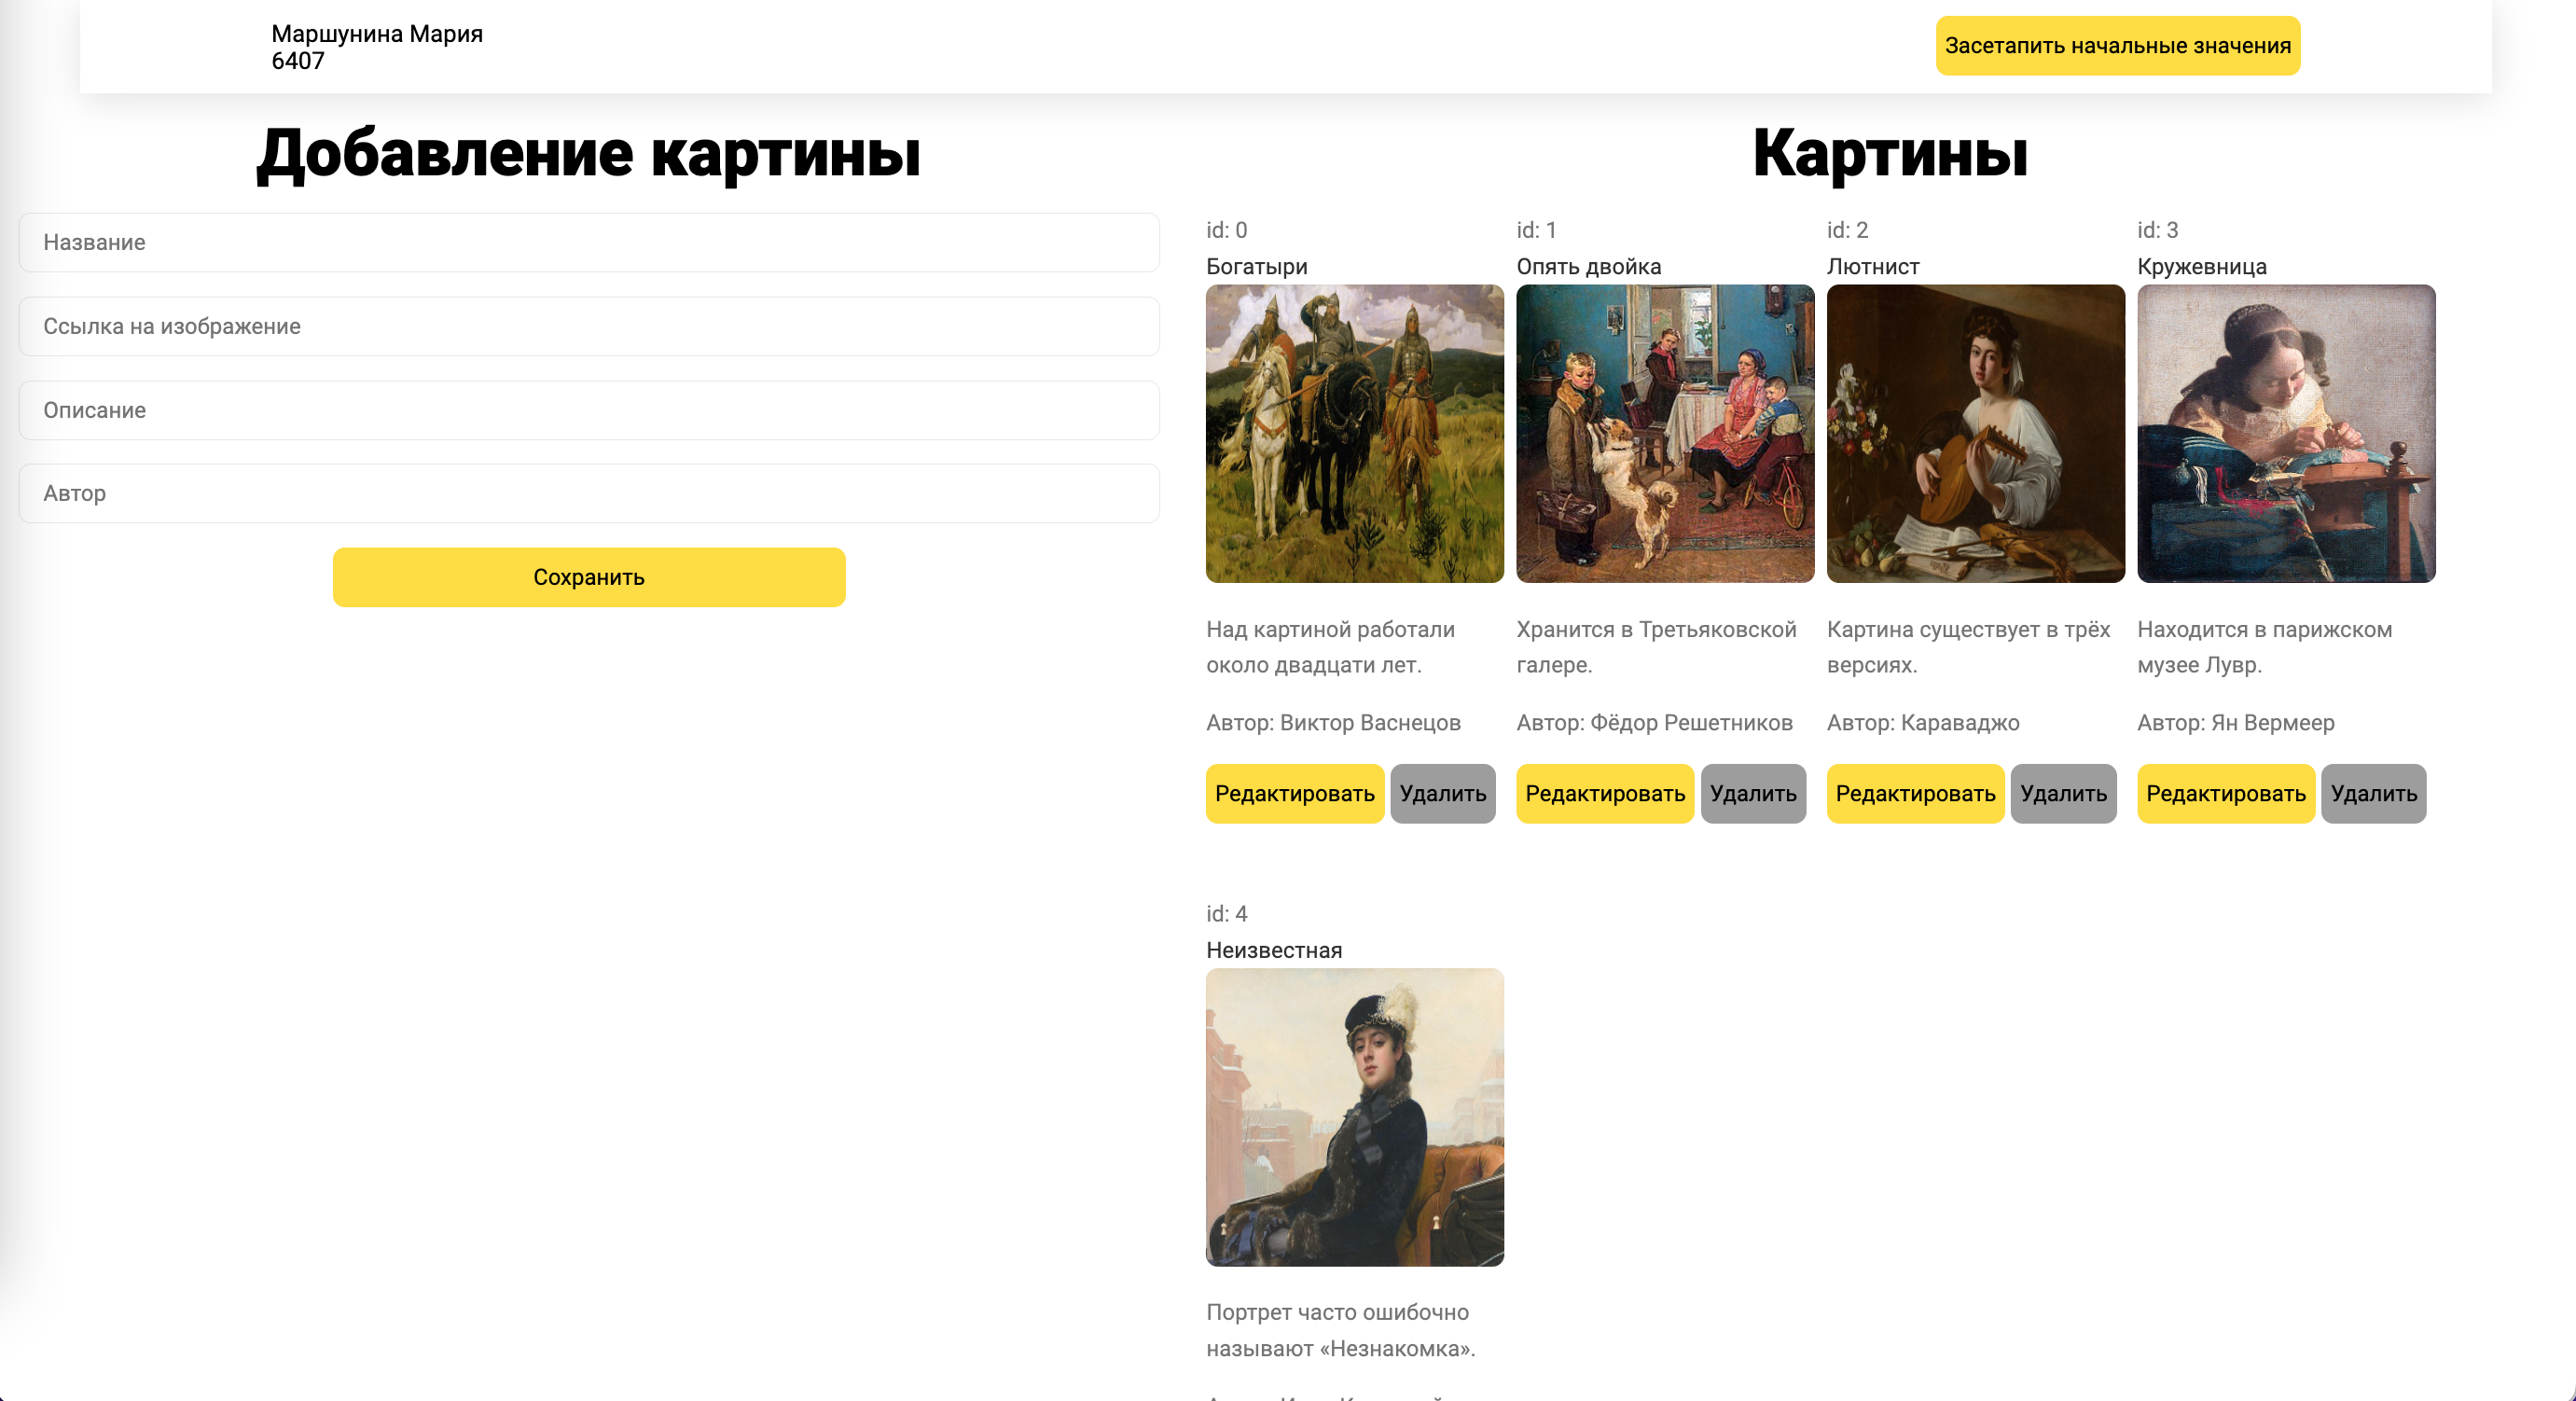 Маршунина Мария
6407
Засетапить начальные значения
Добавление картины
Название
Ссылка на изображение
Описание
Автор
Сохранить
Картины
id: 0
Богатыри
Над картиной работали
около двадцати лет.
Автор: Виктор Васнецов
Редактировать
Удалить
id: 1
Опять двойка
Хранится в Третьяковской
галере.
Автор: Фёдор Решетников
Редактировать
Удалить
id: 2
Лютнист
Картина существует в трёх
версиях.
Автор: Караваджо
Редактировать
Удалить
id: 3
Кружевница
Находится в парижском
музее Лувр.
Автор: Ян Вермеер
Редактировать
Удалить
id: 4
Неизвестная
Портрет часто ошибочно
называют «Незнакомка».